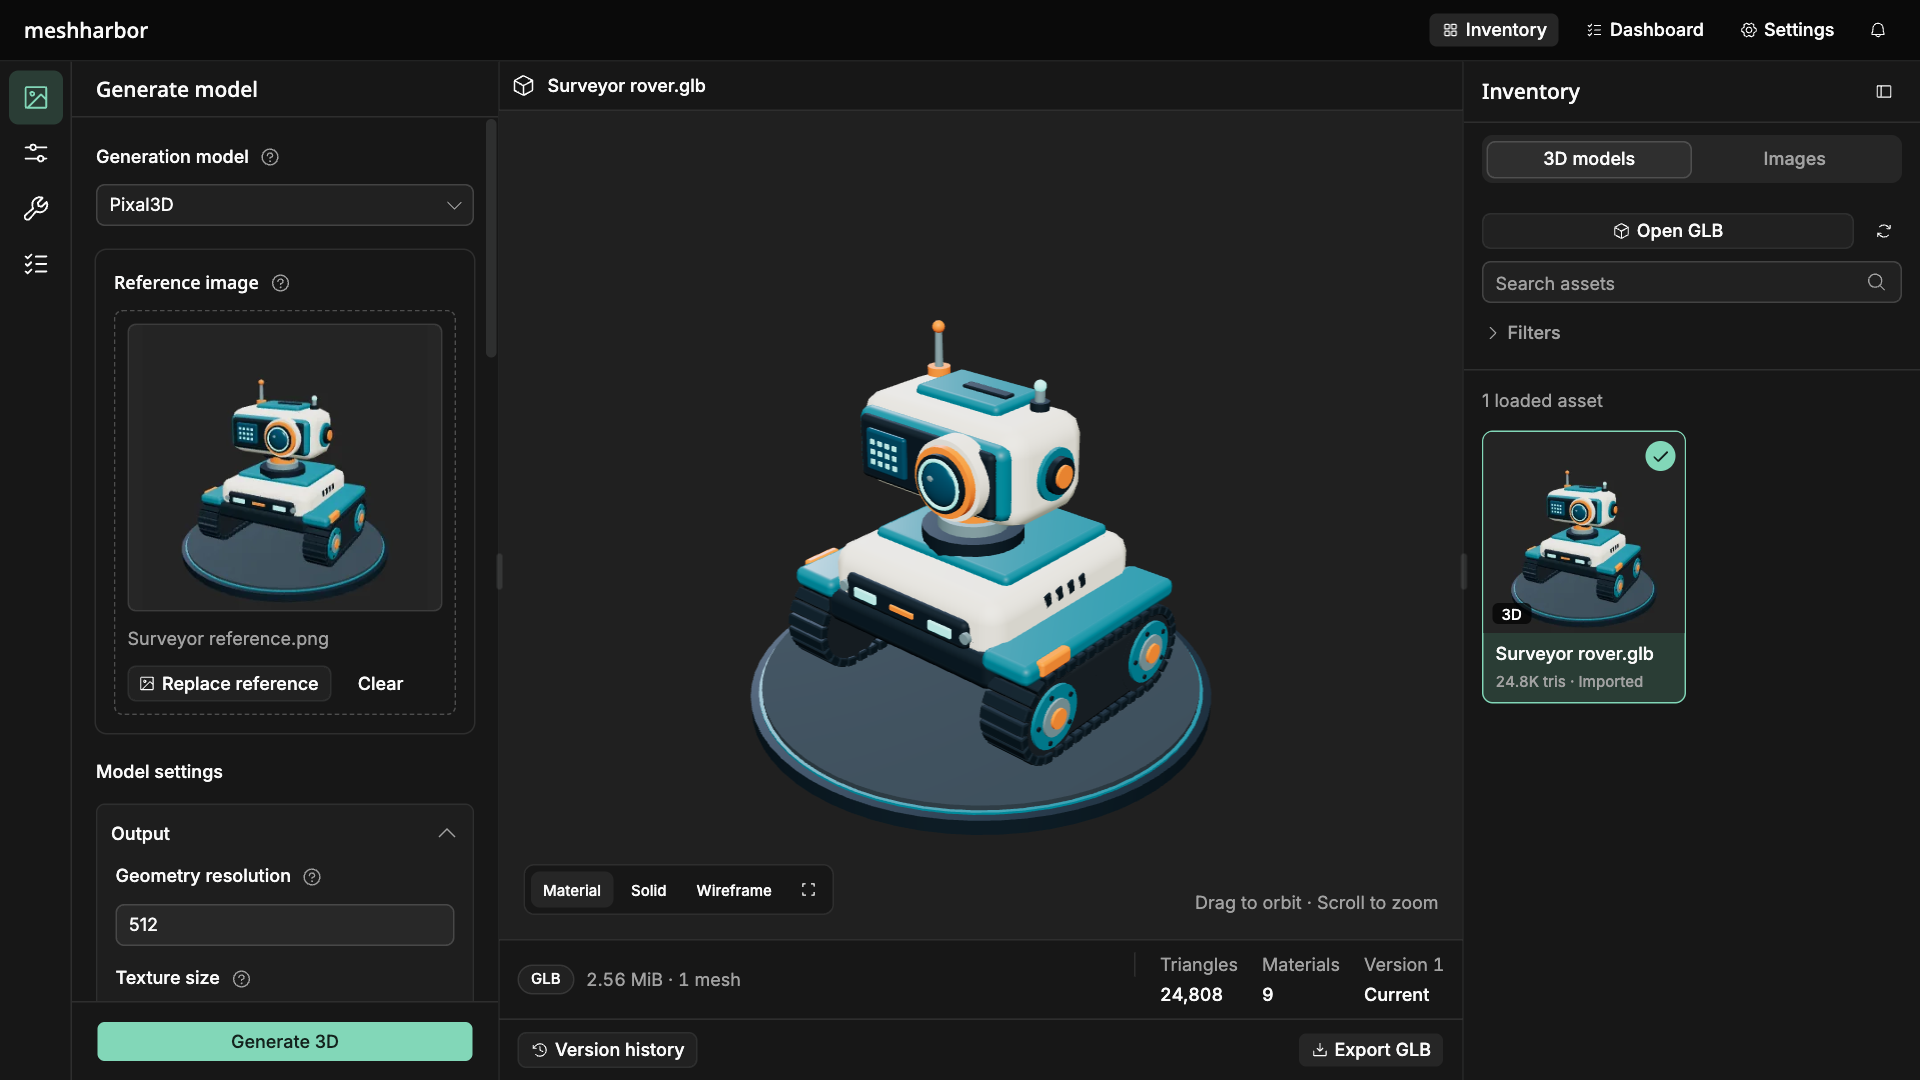 meshharbor
Inventory
Dashboard
Settings
Generate model
Generation model
Pixal3D
Reference image
Surveyor reference.png
Replace reference
Clear
Model settings
Output
Geometry resolution
512
Texture size
Generate 3D
Surveyor rover.glb
Material
Solid
Wireframe
Drag to orbit · Scroll to zoom
GLB
2.56 MiB · 1 mesh
Triangles
24,808
Materials
9
Version 1
Current
Version history
Export GLB
Inventory
3D models
Images
Open GLB
Search assets
Filters
1 loaded asset
3D
Surveyor rover.glb
24.8K tris · Imported